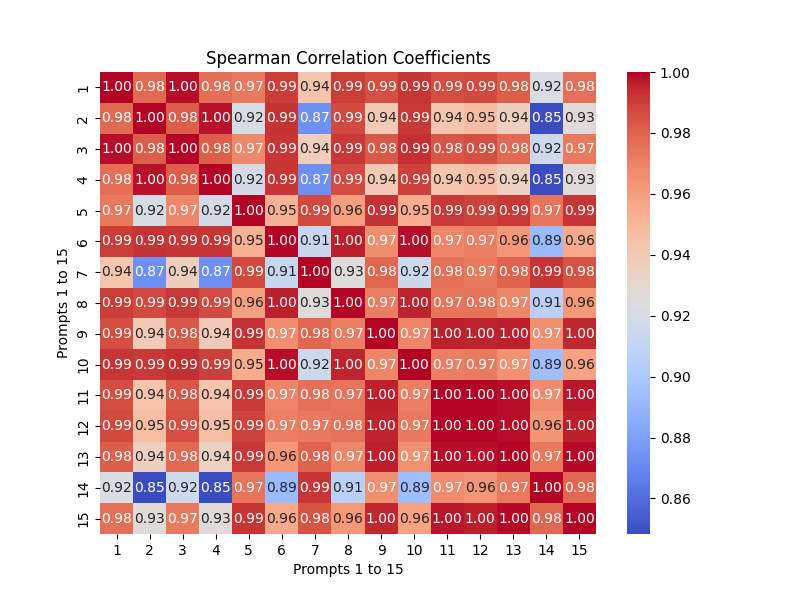 Spearman Correlation Coefficients
1 1.00 0.98 1.00 0.98 0.97 0.99 0.94 0.99 0.99 0.99 0.99 0.99 0.98 0.92 0.98
2 0.98 1.00 0.98 1.00 0.92 0.99 0.87 0.99 0.94 0.99 0.94 0.95 0.94 0.85 0.93
3 1.00 0.98 1.00 0.98 0.97 0.99 0.94 0.99 0.98 0.99 0.98 0.99 0.98 0.92 0.97
4 0.98 1.00 0.98 1.00 0.92 0.99 0.87 0.99 0.94 0.99 0.94 0.95 0.94 0.85 0.93
5 0.97 0.92 0.97 0.92 1.00 0.95 0.99 0.96 0.99 0.95 0.99 0.99 0.99 0.97 0.99
6 0.99 0.99 0.99 0.99 0.95 1.00 0.91 1.00 0.97 1.00 0.97 0.97 0.96 0.89 0.96
7 0.94 0.87 0.94 0.87 0.99 0.91 1.00 0.93 0.98 0.92 0.98 0.97 0.98 0.99 0.98
8 0.99 0.99 0.99 0.99 0.96 1.00 0.93 1.00 0.97 1.00 0.97 0.98 0.97 0.91 0.96
9 0.99 0.94 0.98 0.94 0.99 0.97 0.98 0.97 1.00 0.97 1.00 1.00 1.00 0.97 1.00
10 0.99 0.99 0.99 0.99 0.95 1.00 0.92 1.00 0.97 1.00 0.97 0.97 0.97 0.89 0.96
11 0.99 0.94 0.98 0.94 0.99 0.97 0.98 0.97 1.00 0.97 1.00 1.00 1.00 0.97 1.00
12 0.99 0.95 0.99 0.95 0.99 0.97 0.97 0.98 1.00 0.97 1.00 1.00 1.00 0.96 1.00
13 0.98 0.94 0.98 0.94 0.99 0.96 0.98 0.97 1.00 0.97 1.00 1.00 1.00 0.97 1.00
14 0.92 0.85 0.92 0.85 0.97 0.89 0.99 0.91 0.97 0.89 0.97 0.96 0.97 1.00 0.98
15 0.98 0.93 0.97 0.93 0.99 0.96 0.98 0.96 1.00 0.96 1.00 1.00 1.00 0.98 1.00
1 2 3 4 5 6 7 8 9 10 11 12 13 14 15
Prompts 1 to 15
Prompts 1 to 15
1.00
0.98
0.96
0.94
0.92
0.90
0.88
0.86